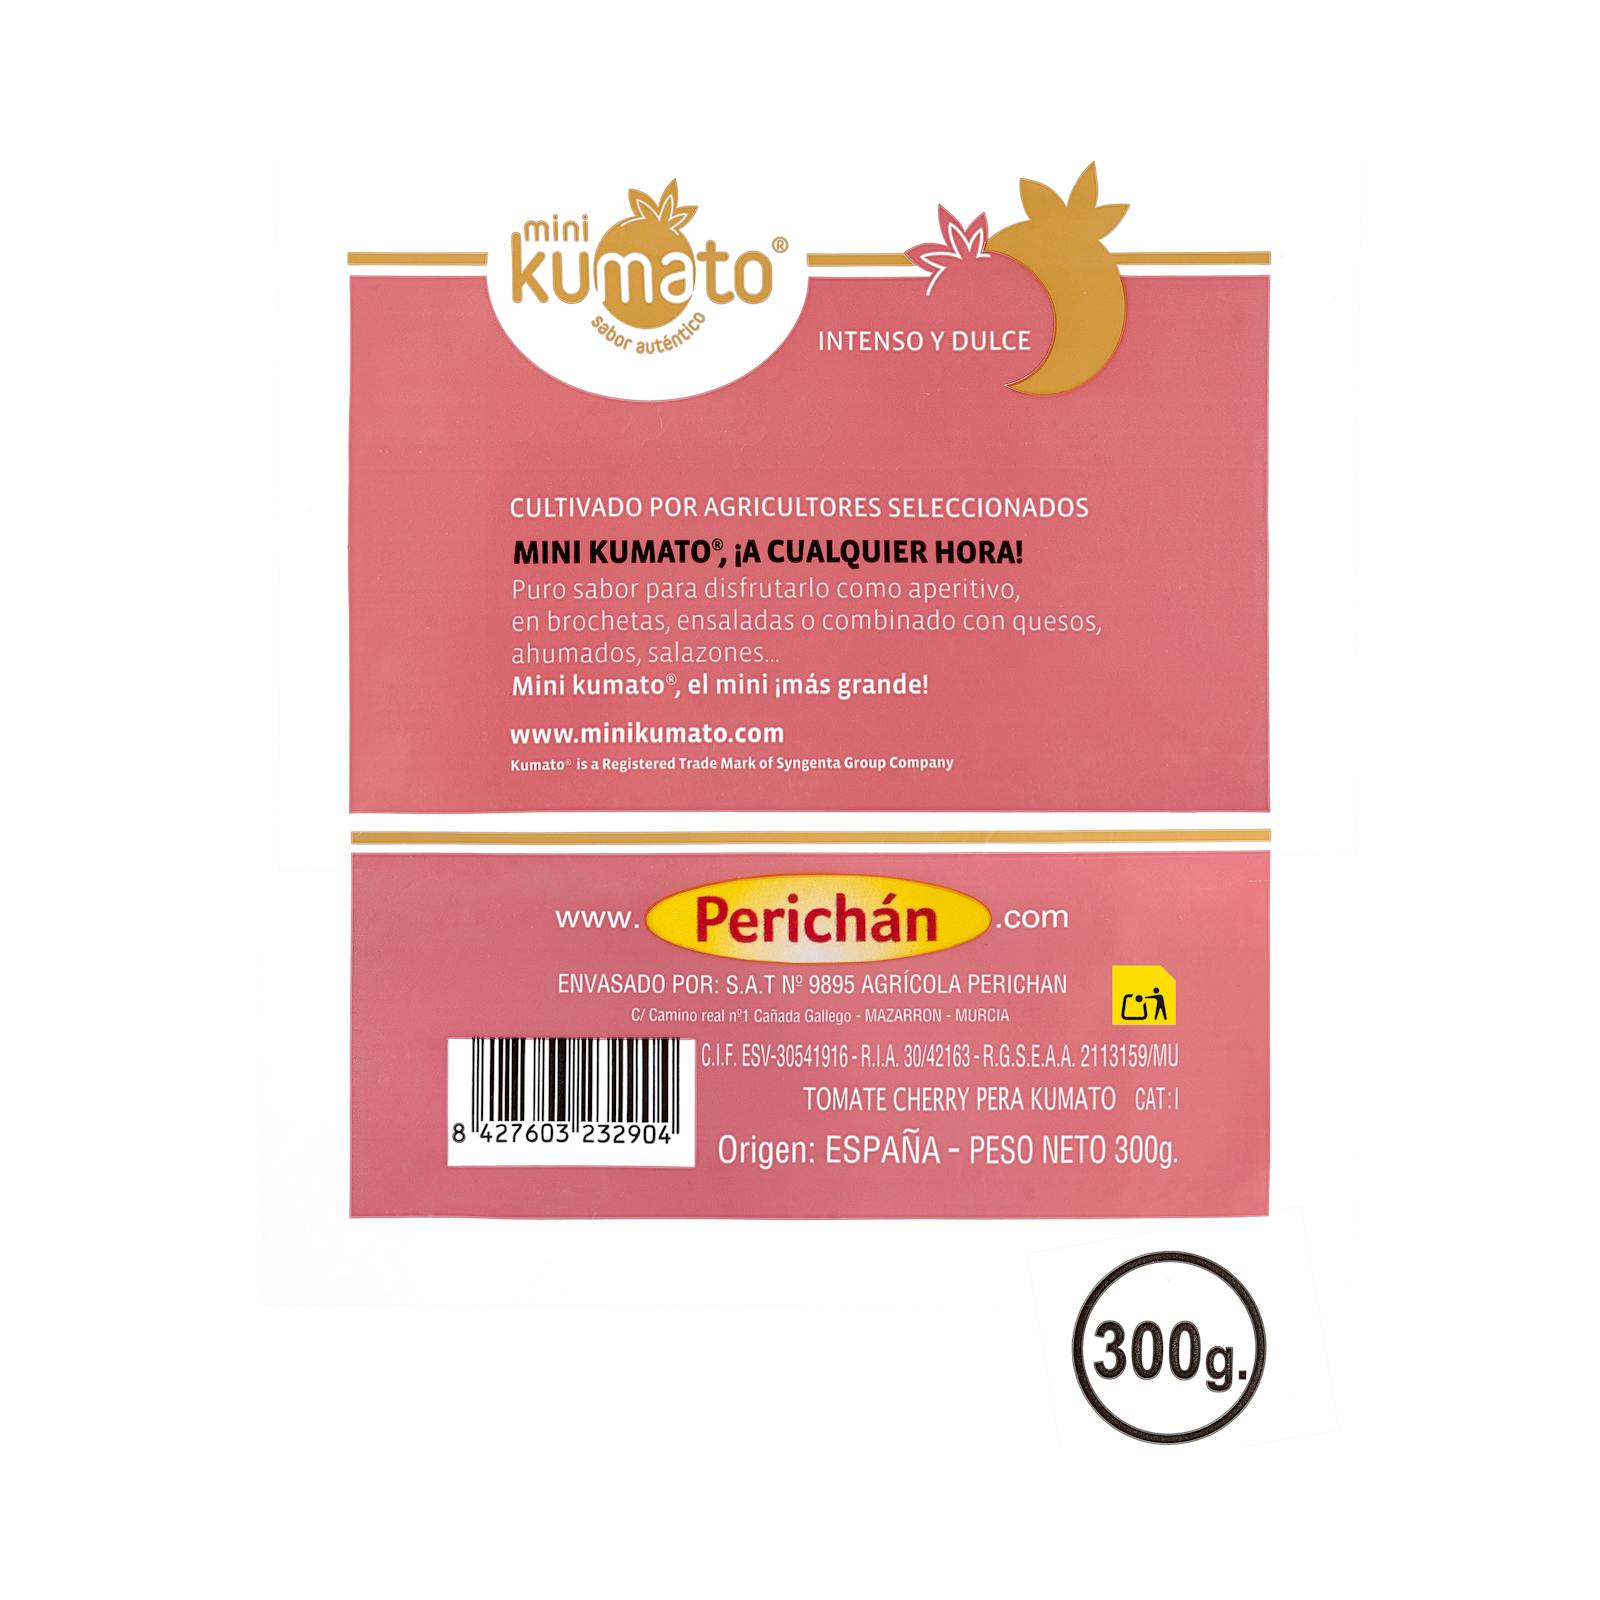 mini
kumato®
sabor auténtico
INTENSO Y DULCE
CULTIVADO POR AGRICULTORES SELECCIONADOS
MINI KUMATO®, ¡A CUALQUIER HORA!
Puro sabor para disfrutarlo como aperitivo,
en brochetas, ensaladas o combinado con quesos,
ahumados, salazones...
Mini kumato®, el mini ¡más grande!
www.minikumato.com
Kumato® is a Registered Trade Mark of Syngenta Group Company
www. Perichán .com
ENVASADO POR: S.A.T Nº 9895 AGRÍCOLA PERICHAN
C/ Camino real nº1 Cañada Gallego - MAZARRON - MURCIA
C.I.F. ESV-30541916 - R.I.A. 30/42163 - R.G.S.E.A.A. 2113159/MU
TOMATE CHERRY PERA KUMATO CAT:I
8 427603 232904
Origen: ESPAÑA - PESO NETO 300g.
300g.